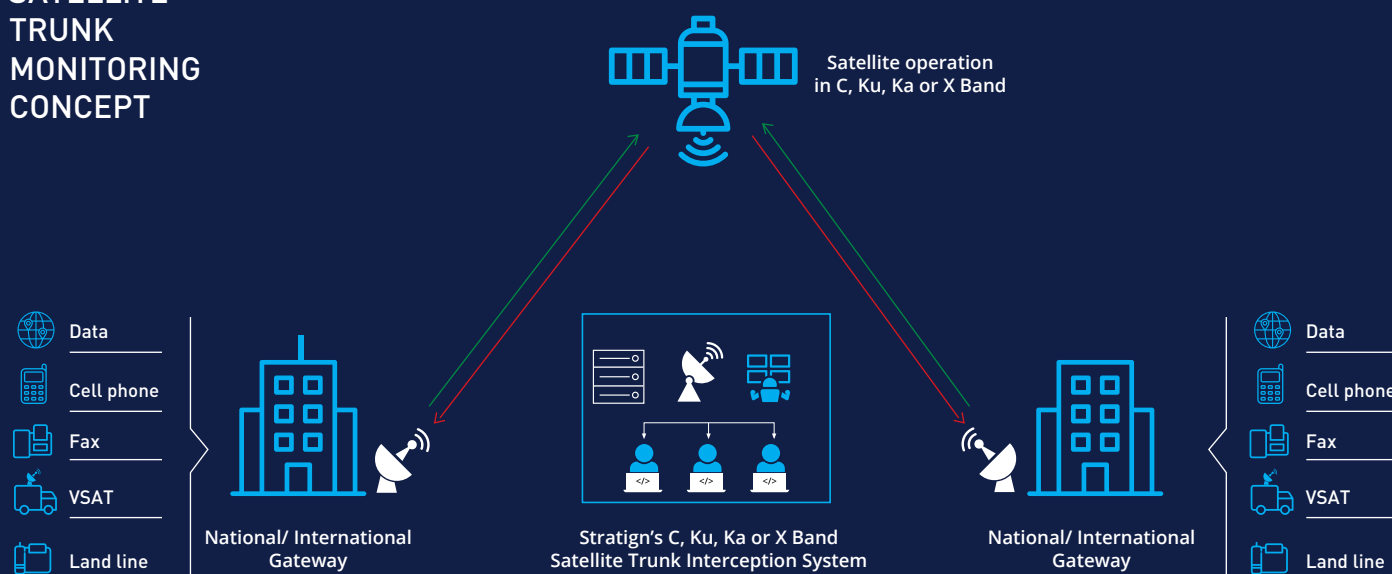 TRUNK
MONITORING
CONCEPT
Satellite operation
in C, Ku, Ka or X Band
Data
Cell phone
Fax
VSAT
Land line
National/ International
Gateway
</>
</>
</>
Stratign's C, Ku, Ka or X Band
Satellite Trunk Interception System
National/ International
Gateway
Data
Cell phone
Fax
VSAT
Land line